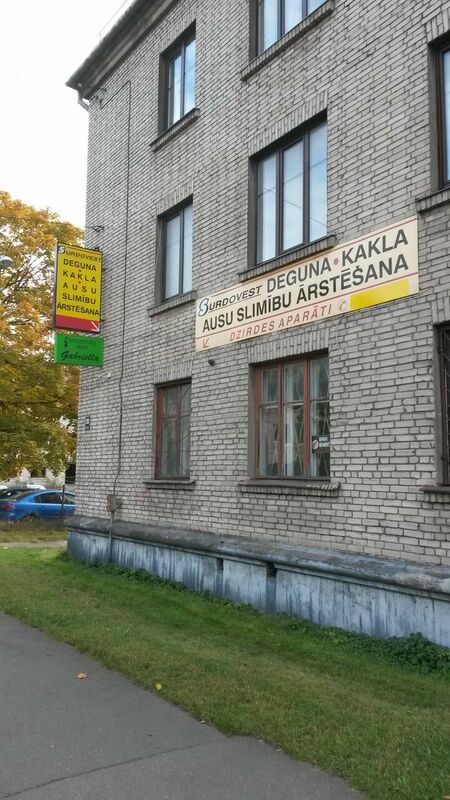 SURDOVEST
DEGUNA
KAKLA
AUSU
SLIMĪBU
ĀRSTĒŠANA
Gabriella
SURDOVEST DEGUNA • KAKLA
AUSU SLIMĪBU ĀRSTĒŠANA
DZIRDES APARĀTI